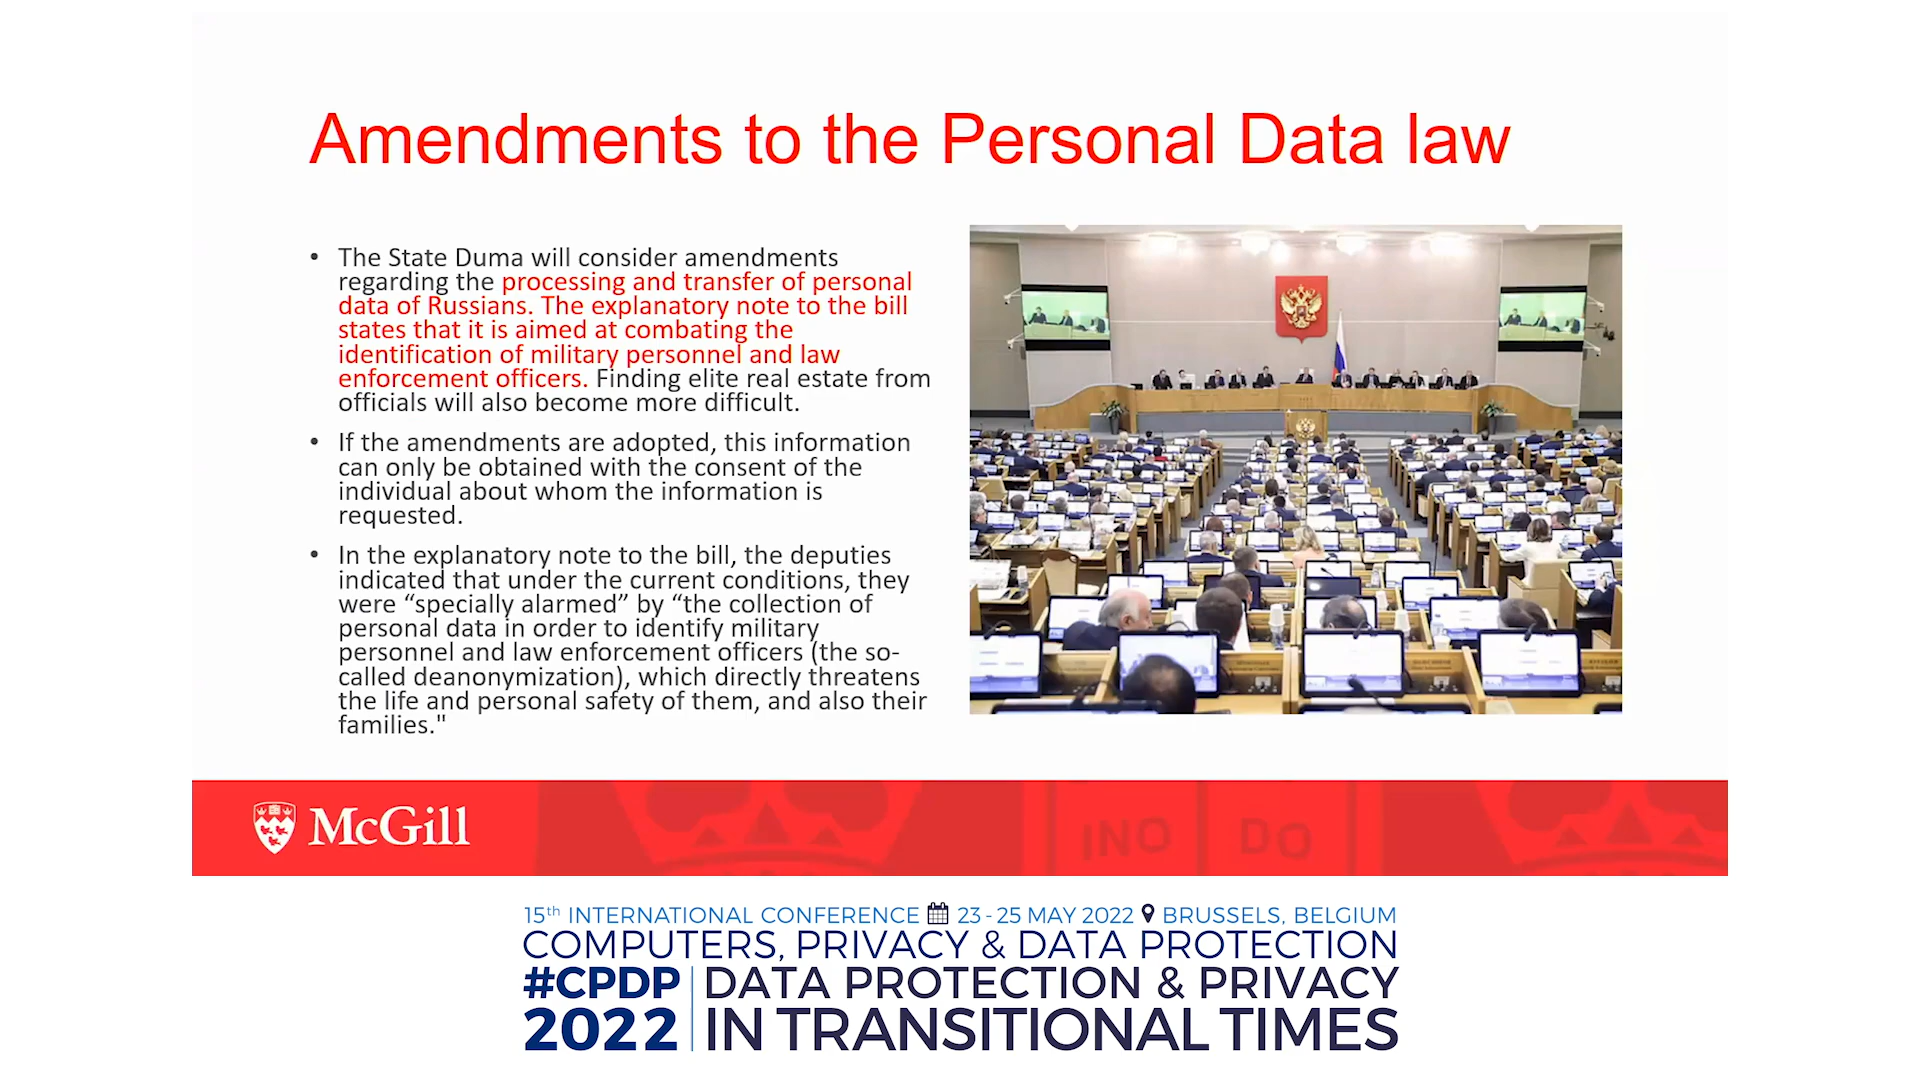 Amendments to the Personal Data law
• The State Duma will consider amendments
regarding the processing and transfer of personal
data of Russians. The explanatory note to the bill
states that it is aimed at combating the
identification of military personnel and law
enforcement officers. Finding elite real estate from
officials will also become more difficult.
• If the amendments are adopted, this information
can only be obtained with the consent of the
individual about whom the information is
requested.
• In the explanatory note to the bill, the deputies
indicated that under the current conditions, they
were “specially alarmed” by “the collection of
personal data in order to identify military
personnel and law enforcement officers (the so-
called deanonymization), which directly threatens
the life and personal safety of them, and also their
families."
McGill
INO DO
15th INTERNATIONAL CONFERENCE 23 - 25 MAY 2022 BRUSSELS, BELGIUM
COMPUTERS, PRIVACY & DATA PROTECTION
#CPDP DATA PROTECTION & PRIVACY
2022 IN TRANSITIONAL TIMES